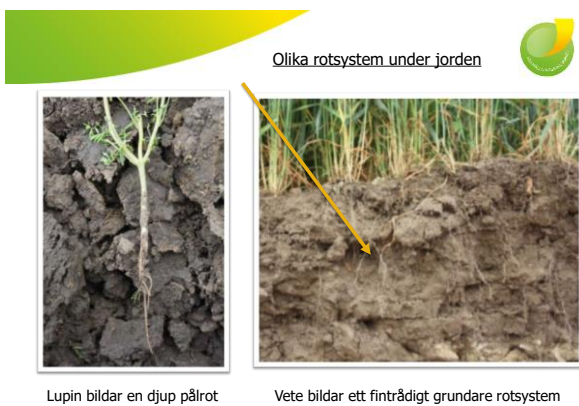 Olika rotsystem under jorden
Lupin bildar en djup pålrot
Vete bildar ett fintrådigt grundare rotsystem